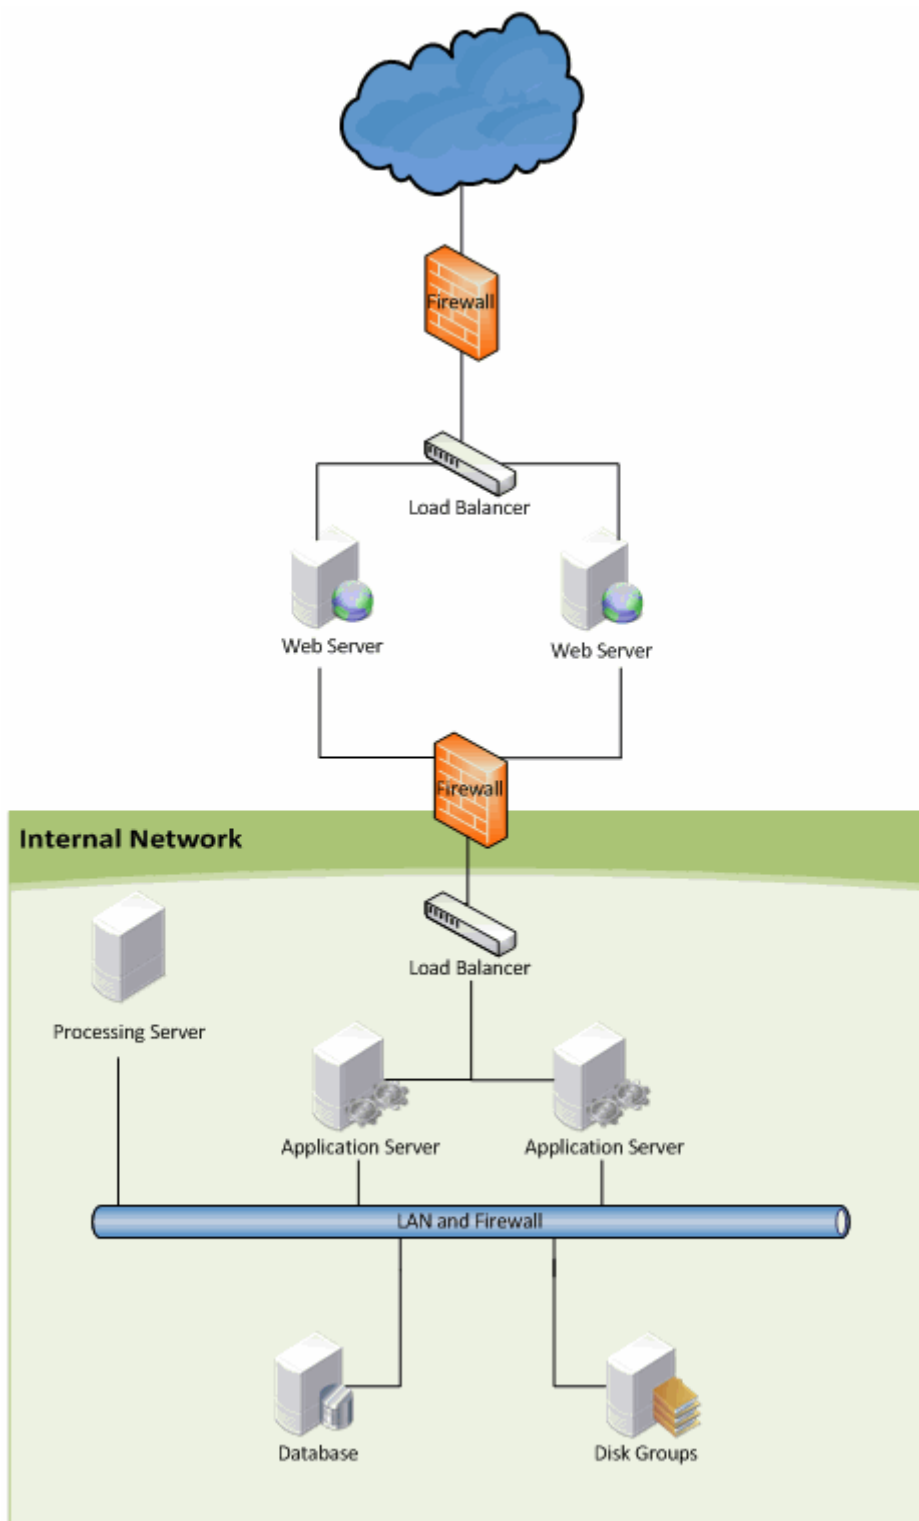 Firewall
Load Balancer
Web Server
Web Server
Firewall
Internal Network
Load Balancer
Processing Server
Application Server
Application Server
LAN and Firewall
Database
Disk Groups